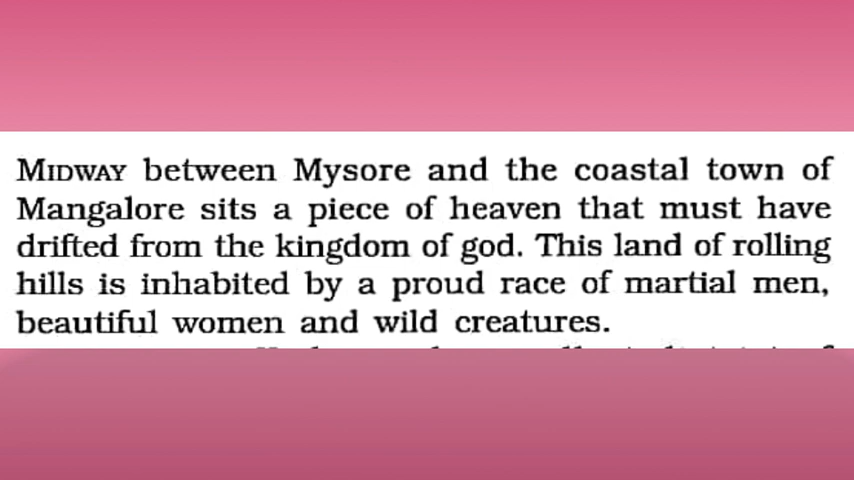 MIDWAY between Mysore and the coastal town of
Mangalore sits a piece of heaven that must have
drifted from the kingdom of god. This land of rolling
hills is inhabited by a proud race of martial men,
beautiful women and wild creatures.